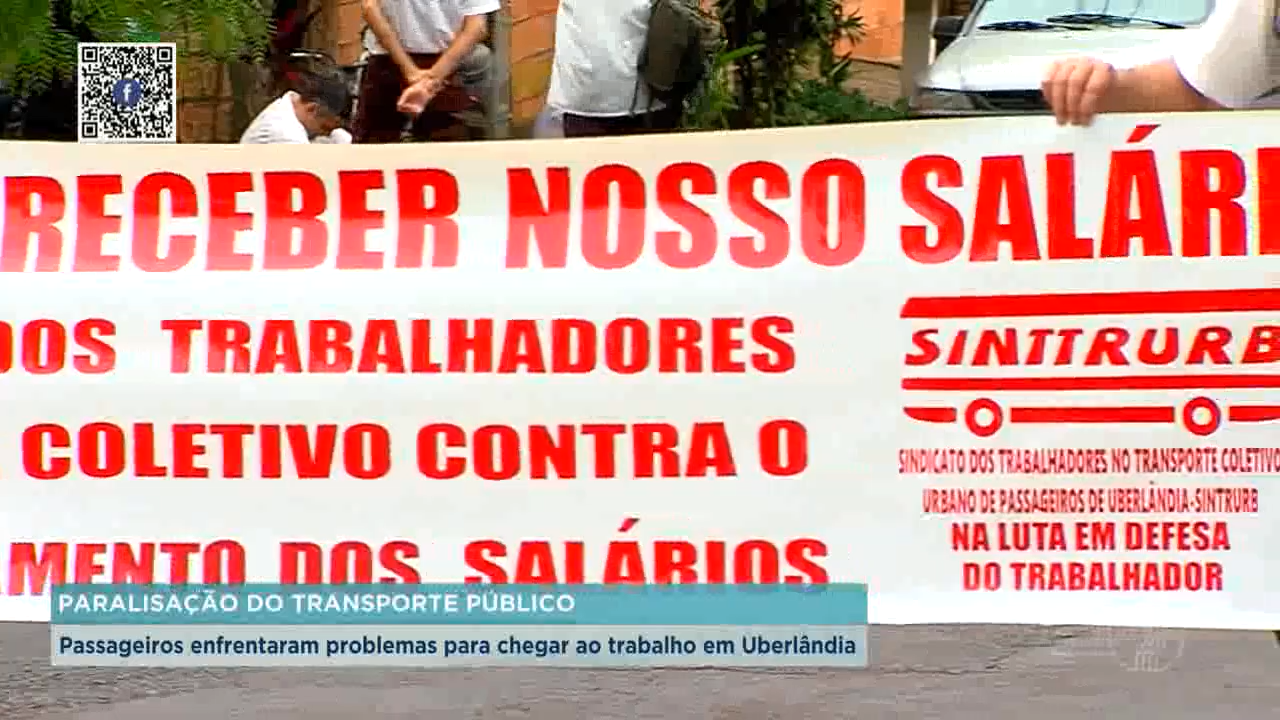 RECEBER NOSSO SALÁRI
DOS TRABALHADORES
COLETIVO CONTRA O
AMENTO DOS SALÁRIOS
SINTTRURB
SINDICATO DOS TRABALHADORES NO TRANSPORTE COLETIVO
URBANO DE PASSAGEIROS DE UBERLÂNDIA-SINTRURB
NA LUTA EM DEFESA
DO TRABALHADOR
PARALISAÇÃO DO TRANSPORTE PÚBLICO
Passageiros enfrentaram problemas para chegar ao trabalho em Uberlândia